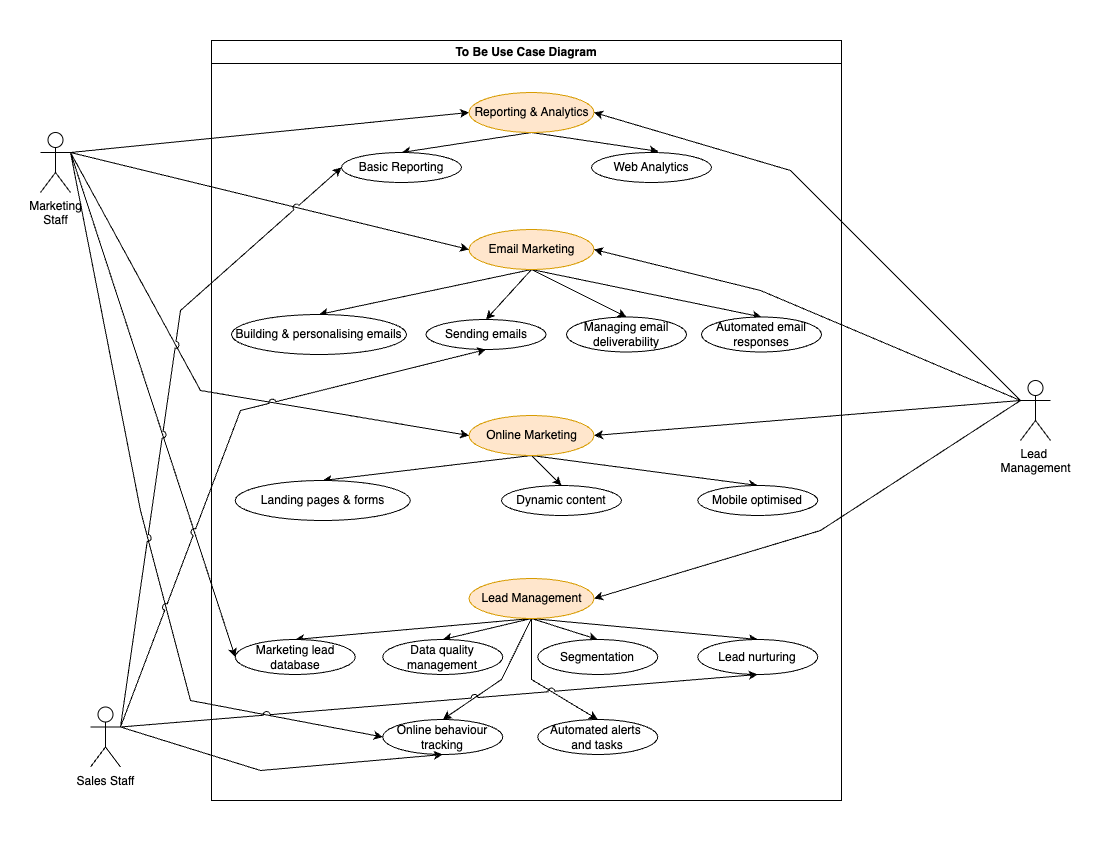 To Be Use Case Diagram
Reporting & Analytics
Basic Reporting
Web Analytics
Marketing
Staff
Email Marketing
Building & personalising emails
Sending emails
Managing email
deliverability
Automated email
responses
Online Marketing
Lead
Management
Landing pages & forms
Dynamic content
Mobile optimised
Lead Management
Marketing lead
database
Data quality
management
Segmentation
Lead nurturing
Online behaviour
tracking
Automated alerts
and tasks
Sales Staff